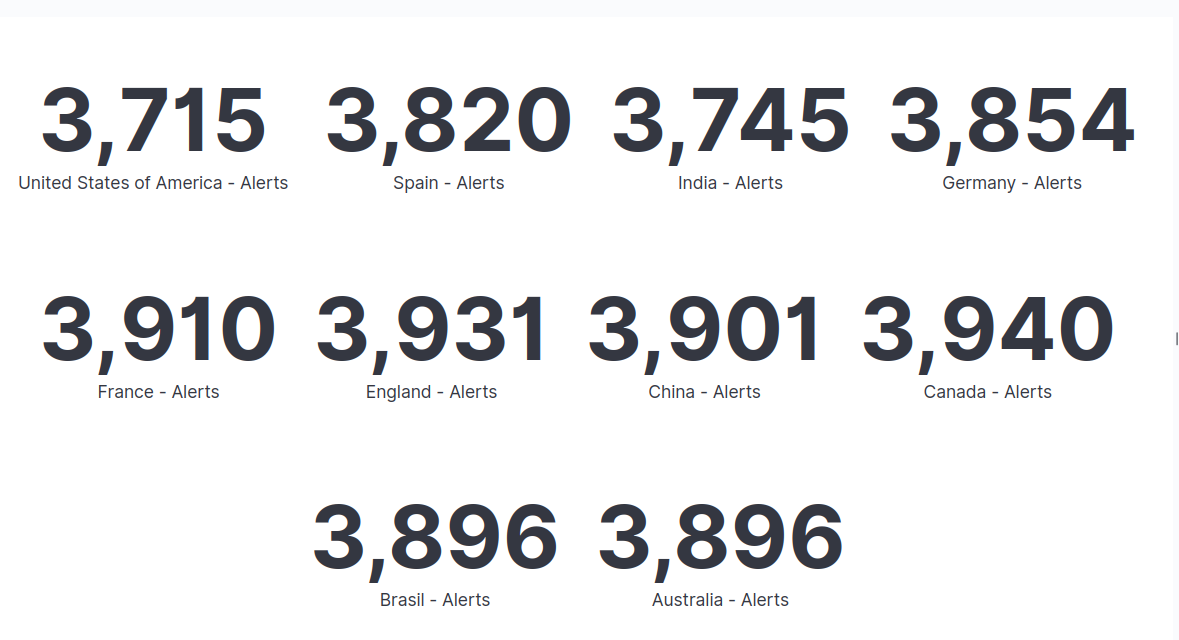 3,715 3,820 3,745 3,854
United States of America - Alerts Spain - Alerts India - Alerts Germany - Alerts
3,910 3,931 3,901 3,940
France - Alerts England - Alerts China - Alerts Canada - Alerts
3,896 3,896
Brasil - Alerts Australia - Alerts